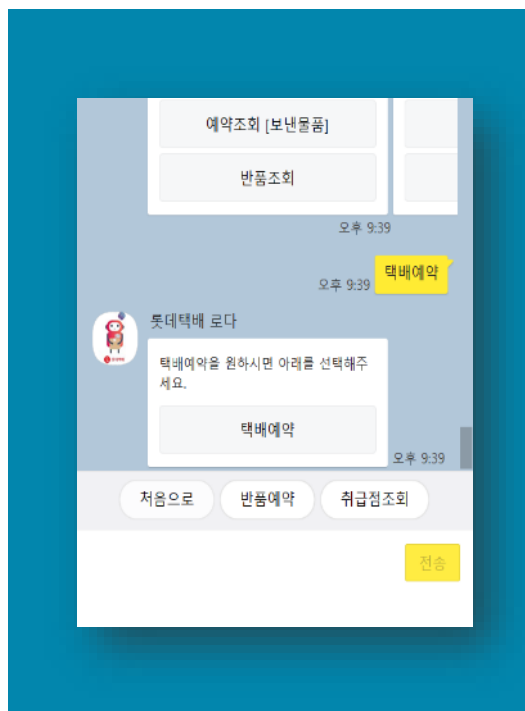 예약조회 [보낸물품]
반품조회
오후 9:39
택배예약
오후 9:39
롯데택배 로다
택배예약을 원하시면 아래를 선택해주
세요.
택배예약
오후 9:39
처음으로
반품예약
취급점조회
전송